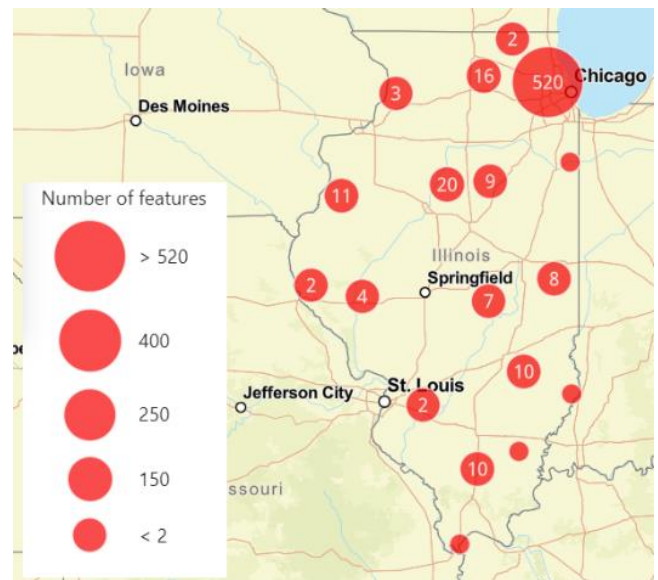 2
Iowa
16
520
Chicago
3
Des Moines
20
9
11
Number of features
> 520
Illinois
Springfield
8
2
4
7
400
10
St. Louis
Jefferson City
2
250
10
150
ssouri
< 2